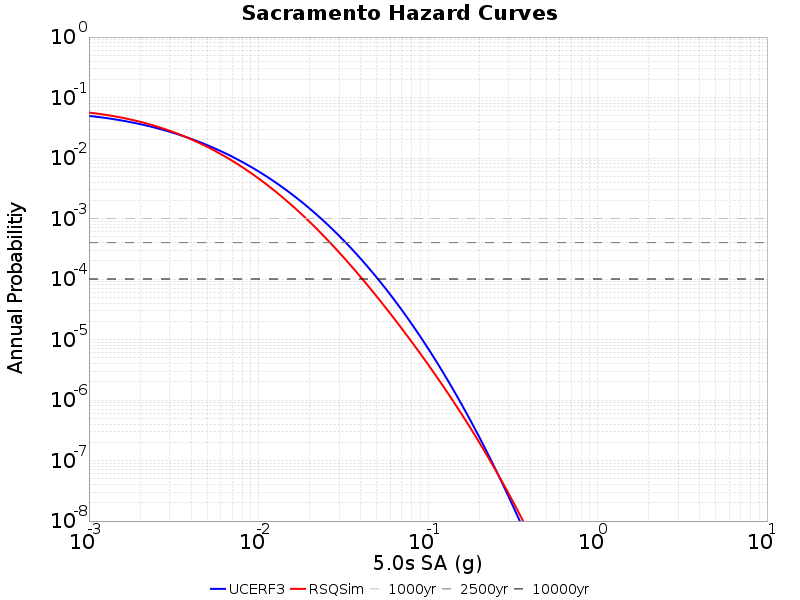 Sacramento Hazard Curves
10^0
10^-1
10^-2
10^-3
10^-4
10^-5
10^-6
10^-7
10^-8
Annual Probabilitiy
10^-3 10^-2 10^-1 10^0 10^1
5.0s SA (g)
UCERF3 RSQSim 1000yr 2500yr 10000yr